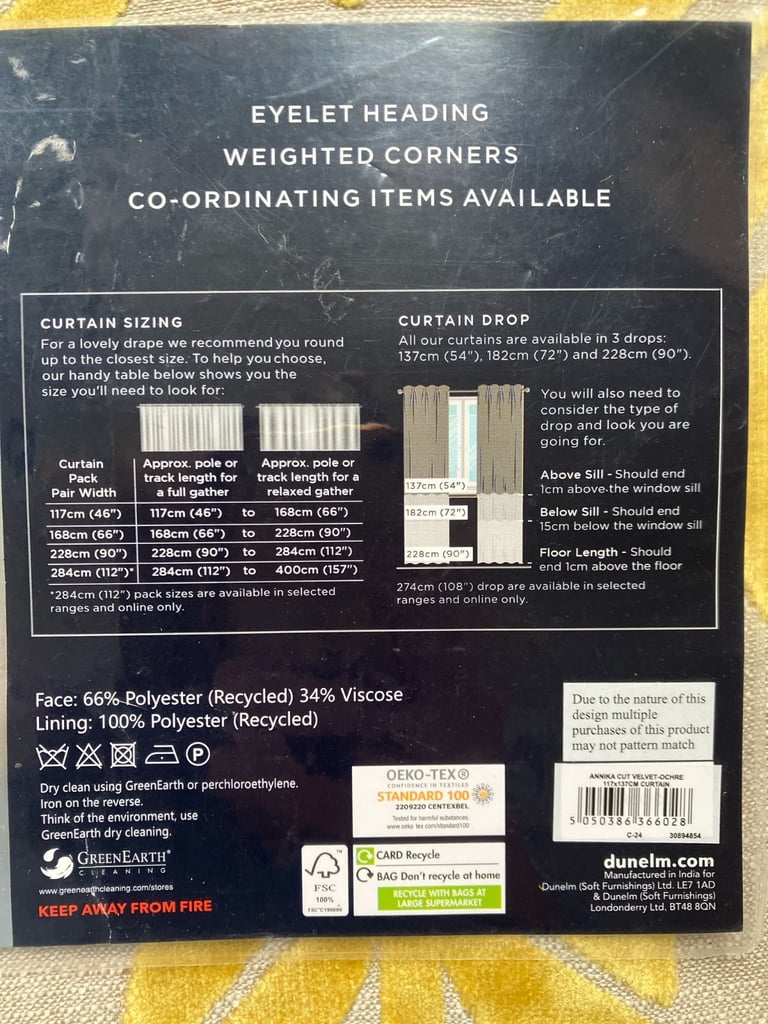 EYELET HEADING
WEIGHTED CORNERS
CO-ORDINATING ITEMS AVAILABLE
CURTAIN SIZING
For a lovely drape we recommend you round
up to the closest size. To help you choose,
our handy table below shows you the
size you'll need to look for:
Curtain Pack Pair Width | Approx. pole or track length for a full gather | Approx. pole or track length for a relaxed gather
117cm (46") 117cm (46") to 168cm (66")
168cm (66") 168cm (66") to 228cm (90")
228cm (90") 228cm (90") to 284cm (112")
284cm (112")* 284cm (112") to 400cm (157")
*284cm (112") pack sizes are available in selected
ranges and online only.
CURTAIN DROP
All our curtains are available in 3 drops:
137cm (54"), 182cm (72") and 228cm (90").
137cm (54")
182cm (72")
228cm (90")
You will also need to
consider the type of
drop and look you are
going for.
Above Sill - Should end
1cm above the window sill
Below Sill - Should end
15cm below the window sill
Floor Length - Should
end 1cm above the floor
274cm (108") drop are available in selected
ranges and online only.
Face: 66% Polyester (Recycled) 34% Viscose
Lining: 100% Polyester (Recycled)
P
Dry clean using GreenEarth or perchloroethylene.
Iron on the reverse.
Think of the environment, use
GreenEarth dry cleaning.
GREENEARTH®
CLEANING
www.greenearthcleaning.com/stores
KEEP AWAY FROM FIRE
OEKO-TEX®
CONFIDENCE IN TEXTILES
STANDARD 100
2209220 CENTEXBEL
Tested for harmful substances.
www.oeko-tex.com/standard100
FSC
100%
CARD Recycle
BAG Don't recycle at home
RECYCLE WITH BAGS AT
LARGE SUPERMARKET
Due to the nature of this
design multiple
purchases of this product
may not pattern match
ANNIKA CUT VELVET-OCHRE
117x137CM CURTAIN
5 050386 366028
C-24 30894854
dunelm.com
Manufactured in India for
Dunelm (Soft Furnishings) Ltd. LE7 1AD
& Dunelm (Soft Furnishings)
Londonderry Ltd. BT48 8QN